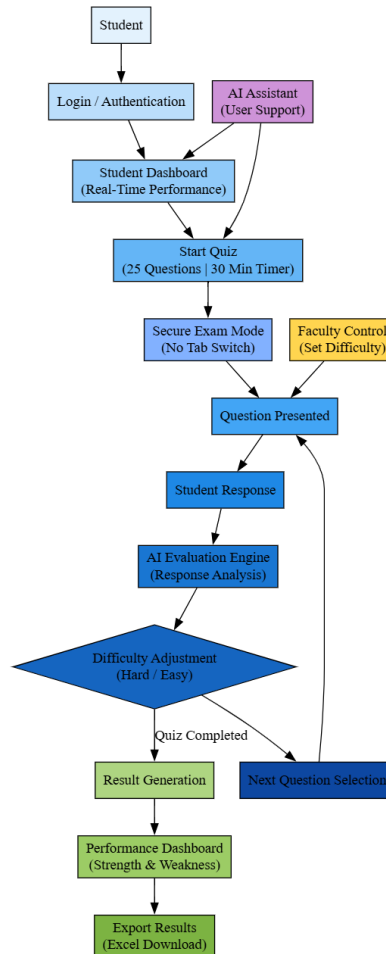 Student
Login / Authentication
AI Assistant
(User Support)
Student Dashboard
(Real-Time Performance)
Start Quiz
(25 Questions | 30 Min Timer)
Secure Exam Mode
(No Tab Switch)
Faculty Control
(Set Difficulty)
Question Presented
Student Response
AI Evaluation Engine
(Response Analysis)
Difficulty Adjustment
(Hard / Easy)
Quiz Completed
Result Generation
Next Question Selection
Performance Dashboard
(Strength & Weakness)
Export Results
(Excel Download)